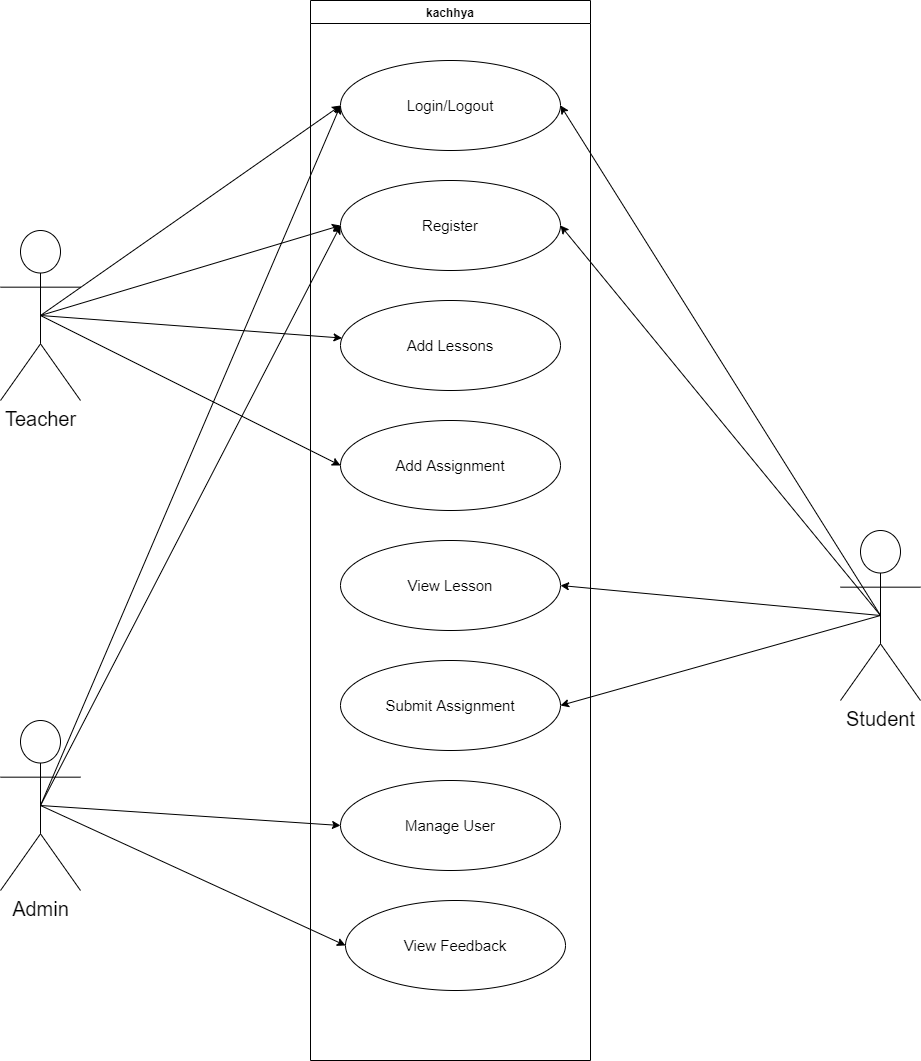 kachhya
Login/Logout
Register
Add Lessons
Teacher
Add Assignment
View Lesson
Submit Assignment
Student
Manage User
Admin
View Feedback